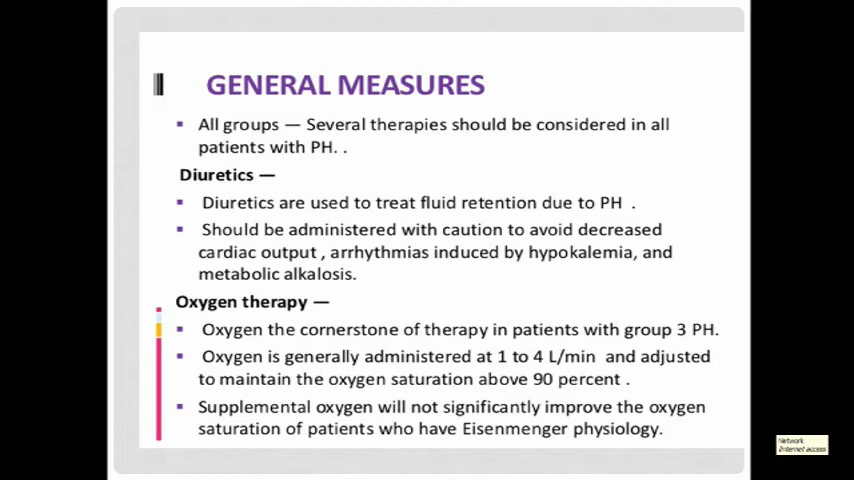 GENERAL MEASURES
▪ All groups — Several therapies should be considered in all
patients with PH. .
Diuretics —
▪ Diuretics are used to treat fluid retention due to PH .
▪ Should be administered with caution to avoid decreased
cardiac output , arrhythmias induced by hypokalemia, and
metabolic alkalosis.
Oxygen therapy —
▪ Oxygen the cornerstone of therapy in patients with group 3 PH.
▪ Oxygen is generally administered at 1 to 4 L/min and adjusted
to maintain the oxygen saturation above 90 percent .
▪ Supplemental oxygen will not significantly improve the oxygen
saturation of patients who have Eisenmenger physiology.
Network
Internet access